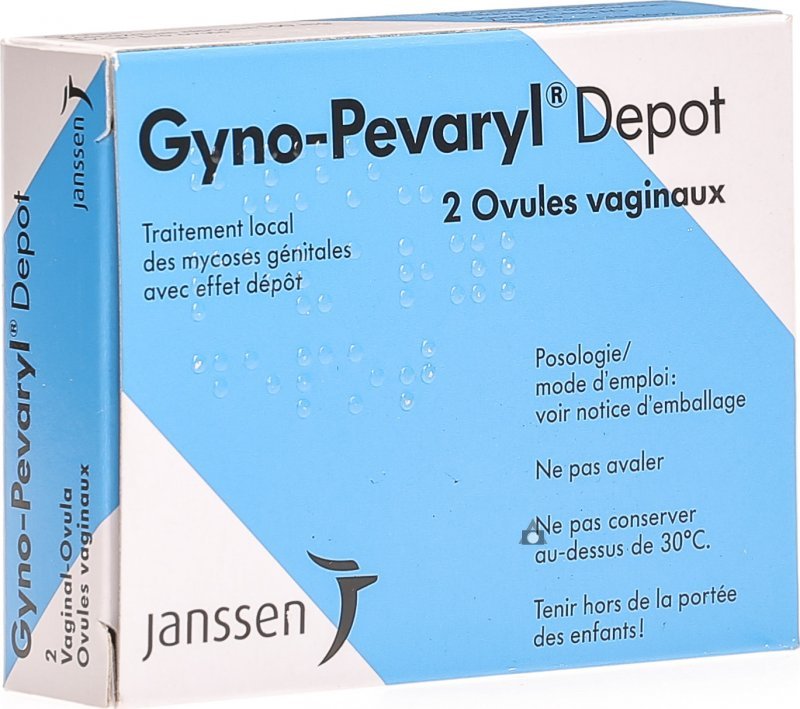 Gyno-Pevaryl® Depot
2 Ovules vaginaux
Traitement local
des mycoses génitales
avec effet dépôt
Posologie/
mode d'emploi:
voir notice d'emballage
Ne pas avaler
Ne pas conserver
au-dessus de 30°C.
Tenir hors de la portée
des enfants!
janssen
Gyno-Pevaryl® Depot
2
Vaginal-Ovula
Ovules vaginaux
janssen